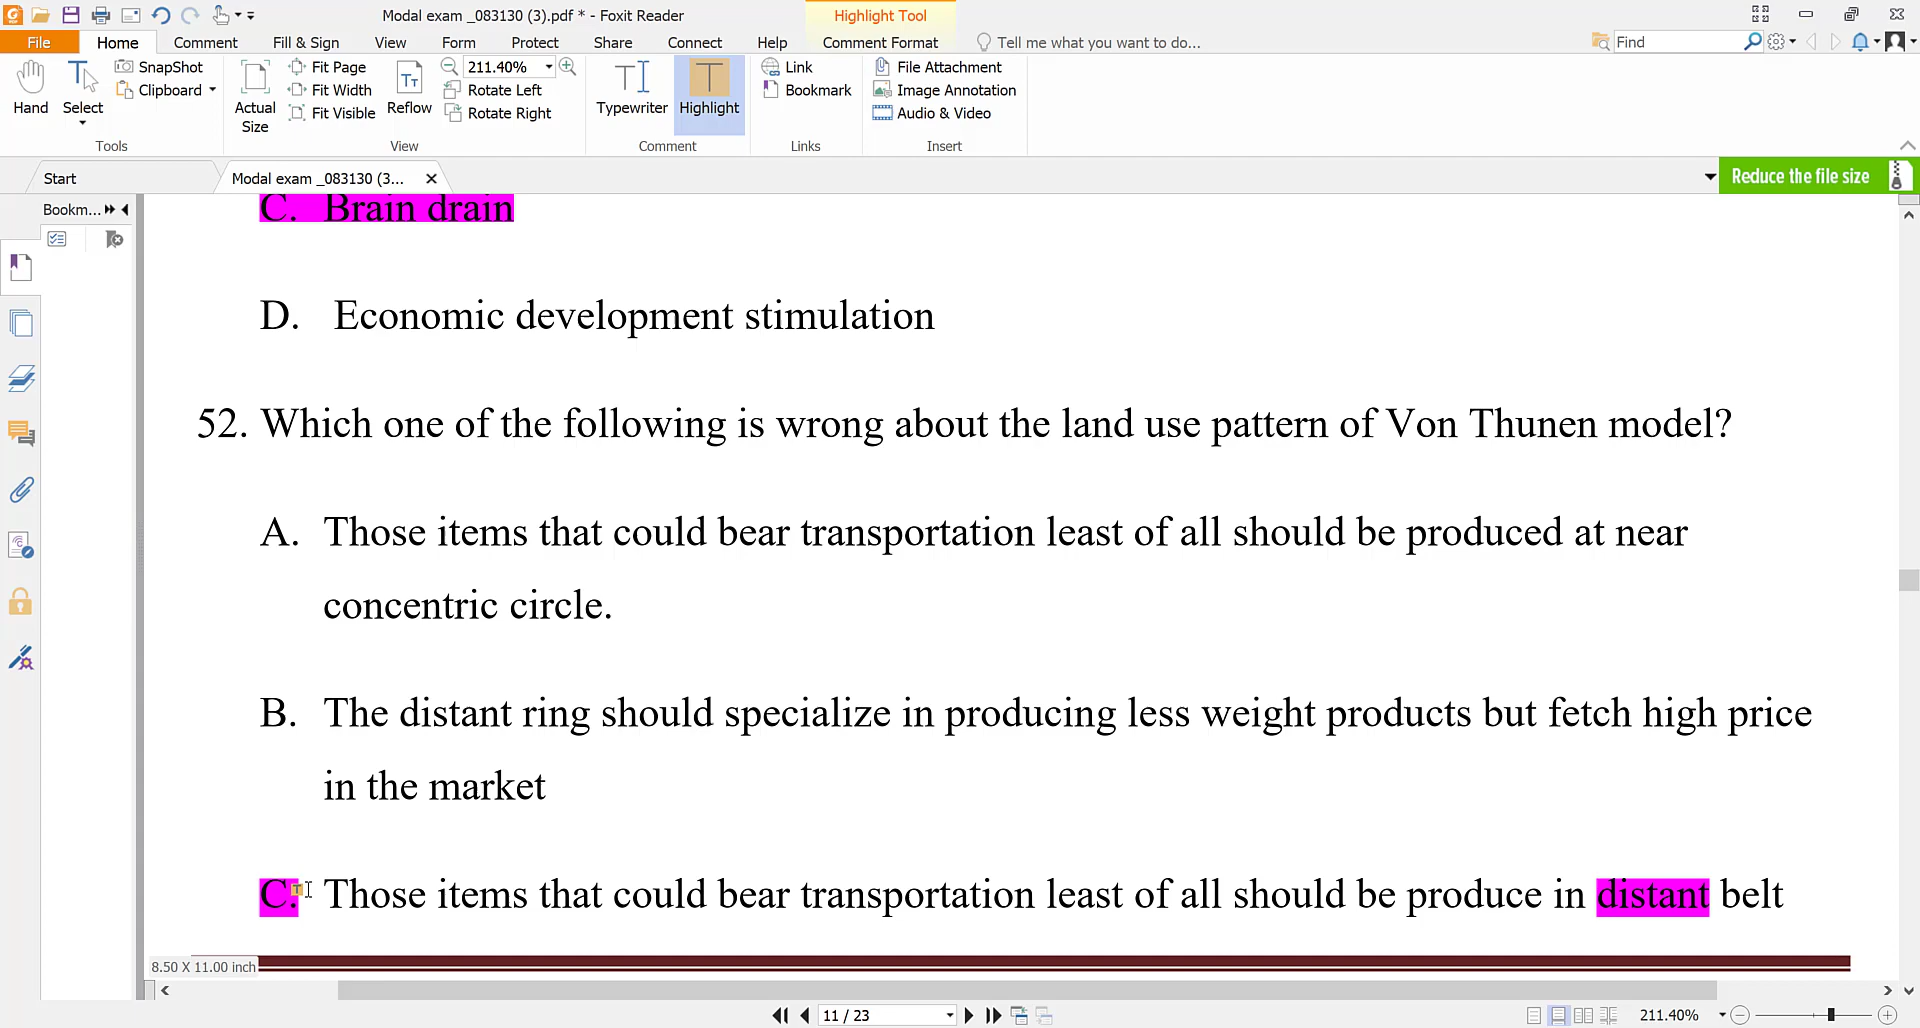 Modal exam _083130 (3).pdf * - Foxit Reader
Highlight Tool
File Home Comment Fill & Sign View Form Protect Share Connect Help Comment Format Tell me what you want to do... Find
Hand
Select
SnapShot
Clipboard
Tools
Actual Size
Fit Page
Fit Width
Fit Visible
Reflow
211.40%
Rotate Left
Rotate Right
View
Typewriter
Highlight
Comment
Link
Bookmark
Links
File Attachment
Image Annotation
Audio & Video
Insert
Start
Modal exam _083130 (3...
Reduce the file size
Bookm...
C. Brain drain
D. Economic development stimulation
52. Which one of the following is wrong about the land use pattern of Von Thunen model?
A. Those items that could bear transportation least of all should be produced at near
concentric circle.
B. The distant ring should specialize in producing less weight products but fetch high price
in the market
C. Those items that could bear transportation least of all should be produce in distant belt
8.50 X 11.00 inch
11 / 23
211.40%